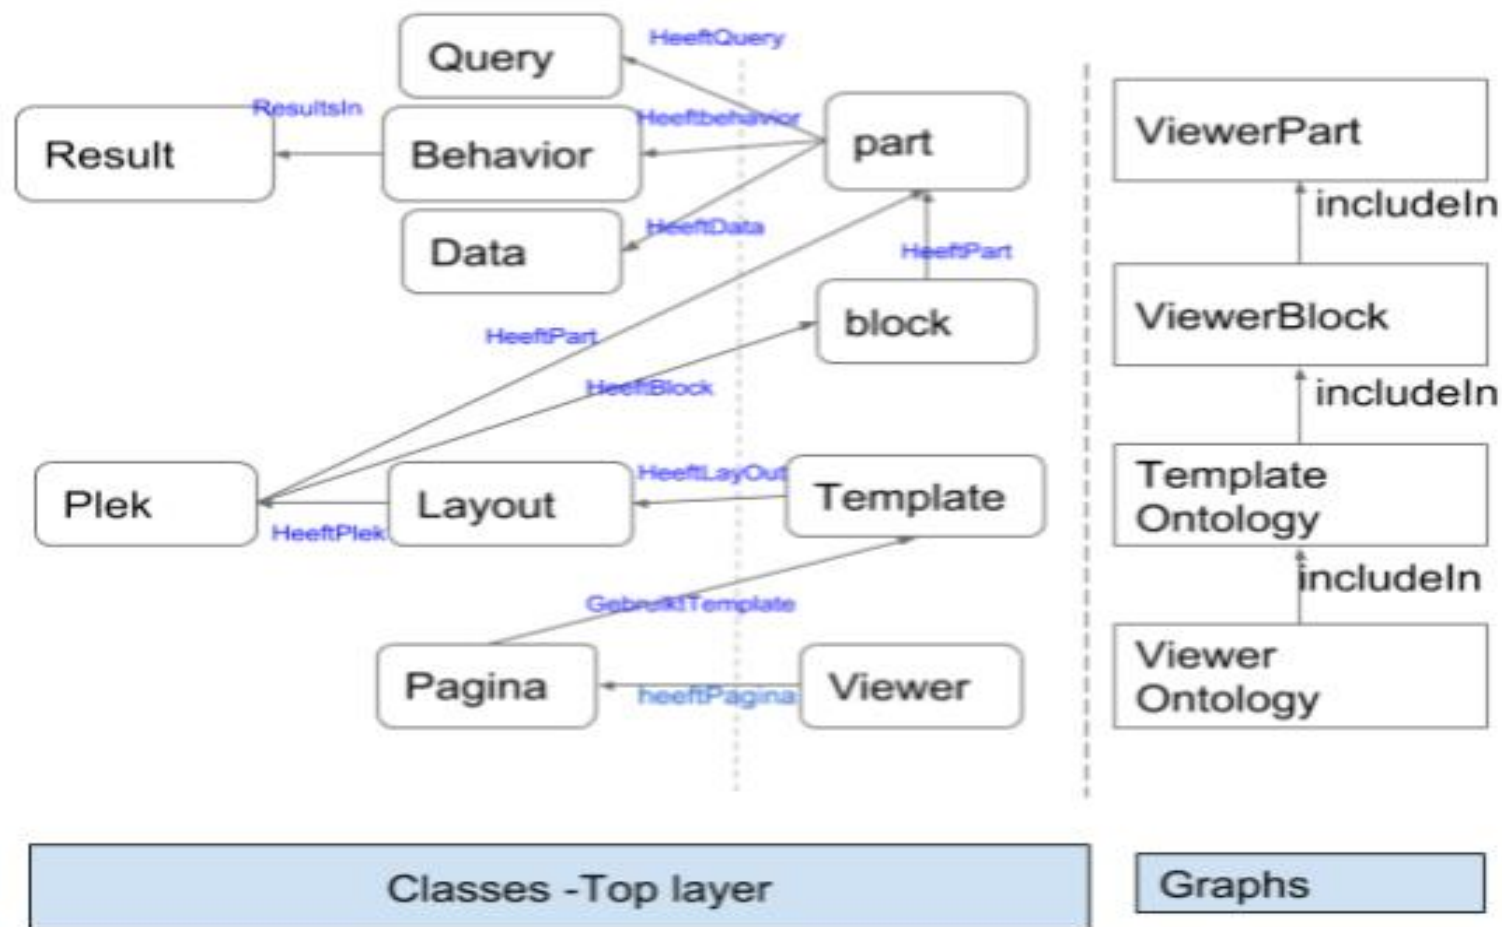 Query
HeeftQuery
ResultsIn
Heeftbehavior
Result
Behavior
part
Data
HeeftData
HeeftPart
block
HeeftPart
HeeftBlock
Plek
Layout
HeeftLayOut
Template
HeeftPlek
GebruiktTemplate
Pagina
heeftPagina
Viewer
ViewerPart
includeIn
ViewerBlock
includeIn
Template
Ontology
includeIn
Viewer
Ontology
Classes -Top layer
Graphs